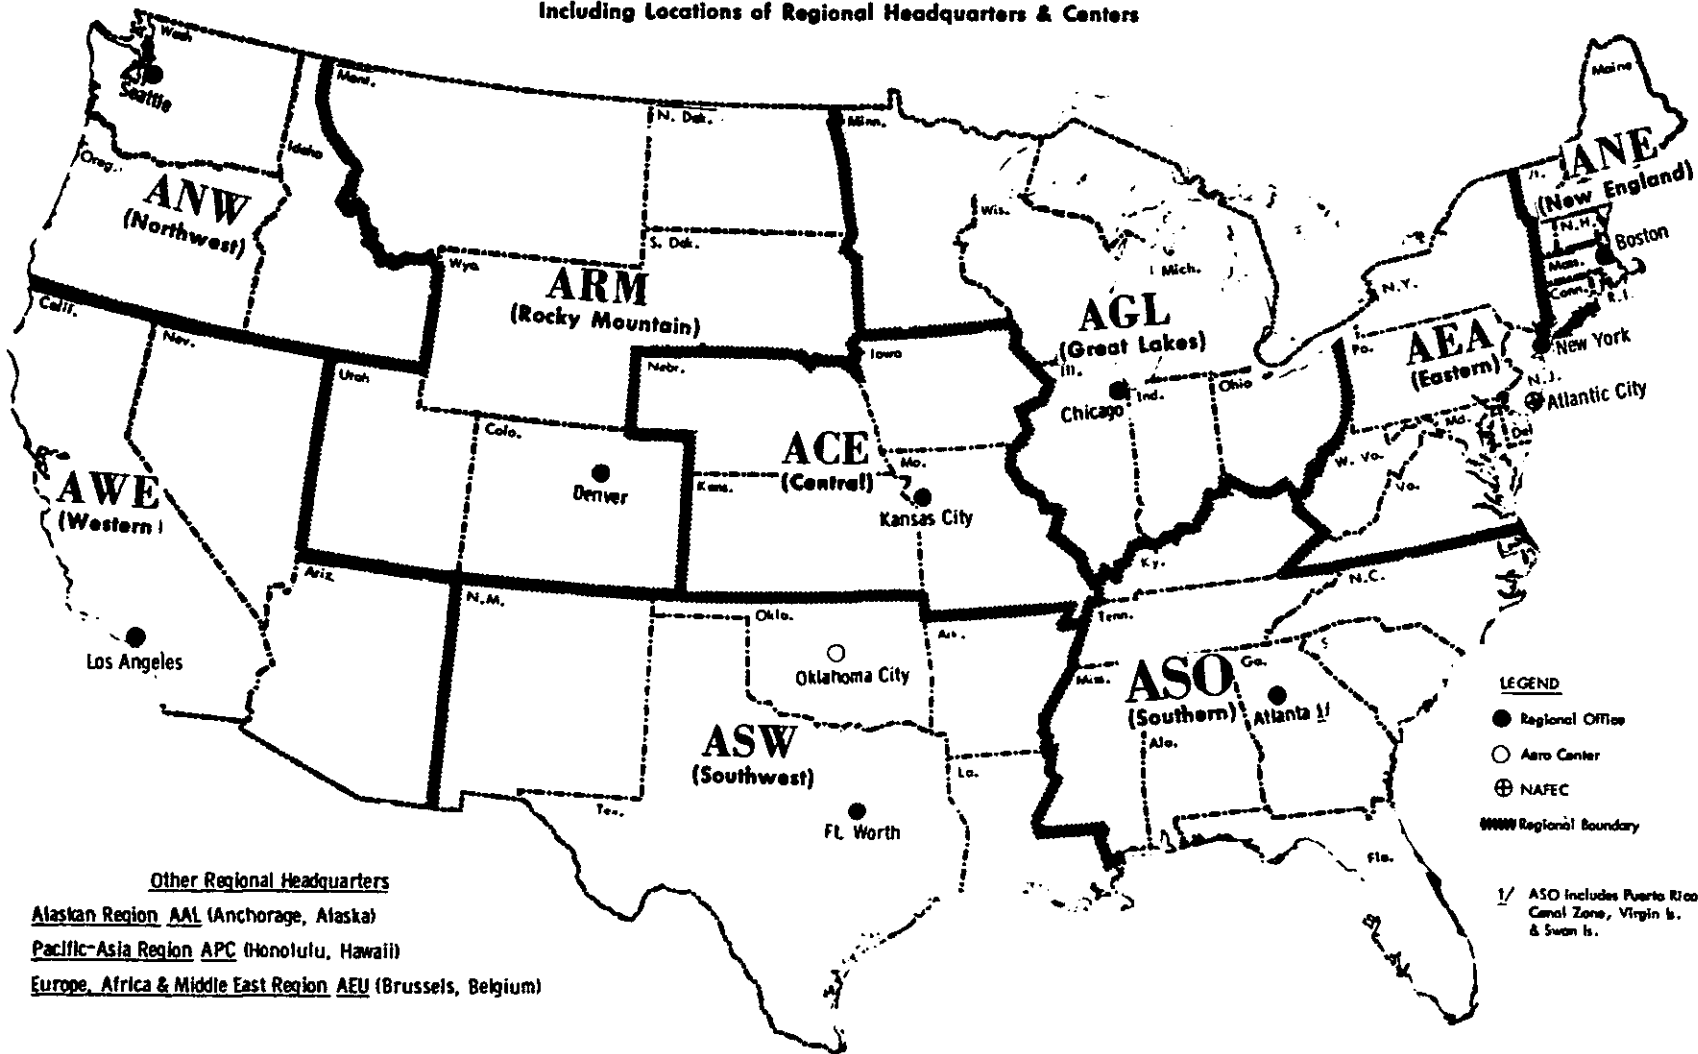 Including Locations of Regional Headquarters & Centers
Wash
Seattle
Mont.
Idaho
Oreg.
ANW
(Northwest)
N. Dak.
S. Dak.
Minn.
Wis.
Mich.
Maine
ANE
(New England)
N.H.
Boston
Mass.
Conn.
R.I.
N.Y.
Wyo.
ARM
(Rocky Mountain)
AGL
(Great Lakes)
AEA
(Eastern)
Pa.
New York
N.J.
Atlantic City
Md.
Del
Calif.
Nev.
Utah
Nebr.
Iowa
Ill.
Chicago
Ind.
Ohio
W. Va.
Va.
Colo.
Denver
ACE
(Central)
Kans.
Mo.
Kansas City
AWE
(Western)
Los Angeles
Ariz.
N.M.
Okla.
Oklahoma City
Ark.
Ky.
Tenn.
N.C.
S
Miss.
ASO
(Southern)
Ga.
Atlanta 1/
Ala.
ASW
(Southwest)
La.
Tex.
Ft. Worth
Fla.
LEGEND
Regional Office
Aero Center
NAFEC
Regional Boundary
1/ ASO includes Puerto Rico
Canal Zone, Virgin Is.
& Swan Is.
Other Regional Headquarters
Alaskan Region AAL (Anchorage, Alaska)
Pacific-Asia Region APC (Honolulu, Hawaii)
Europe, Africa & Middle East Region AEU (Brussels, Belgium)